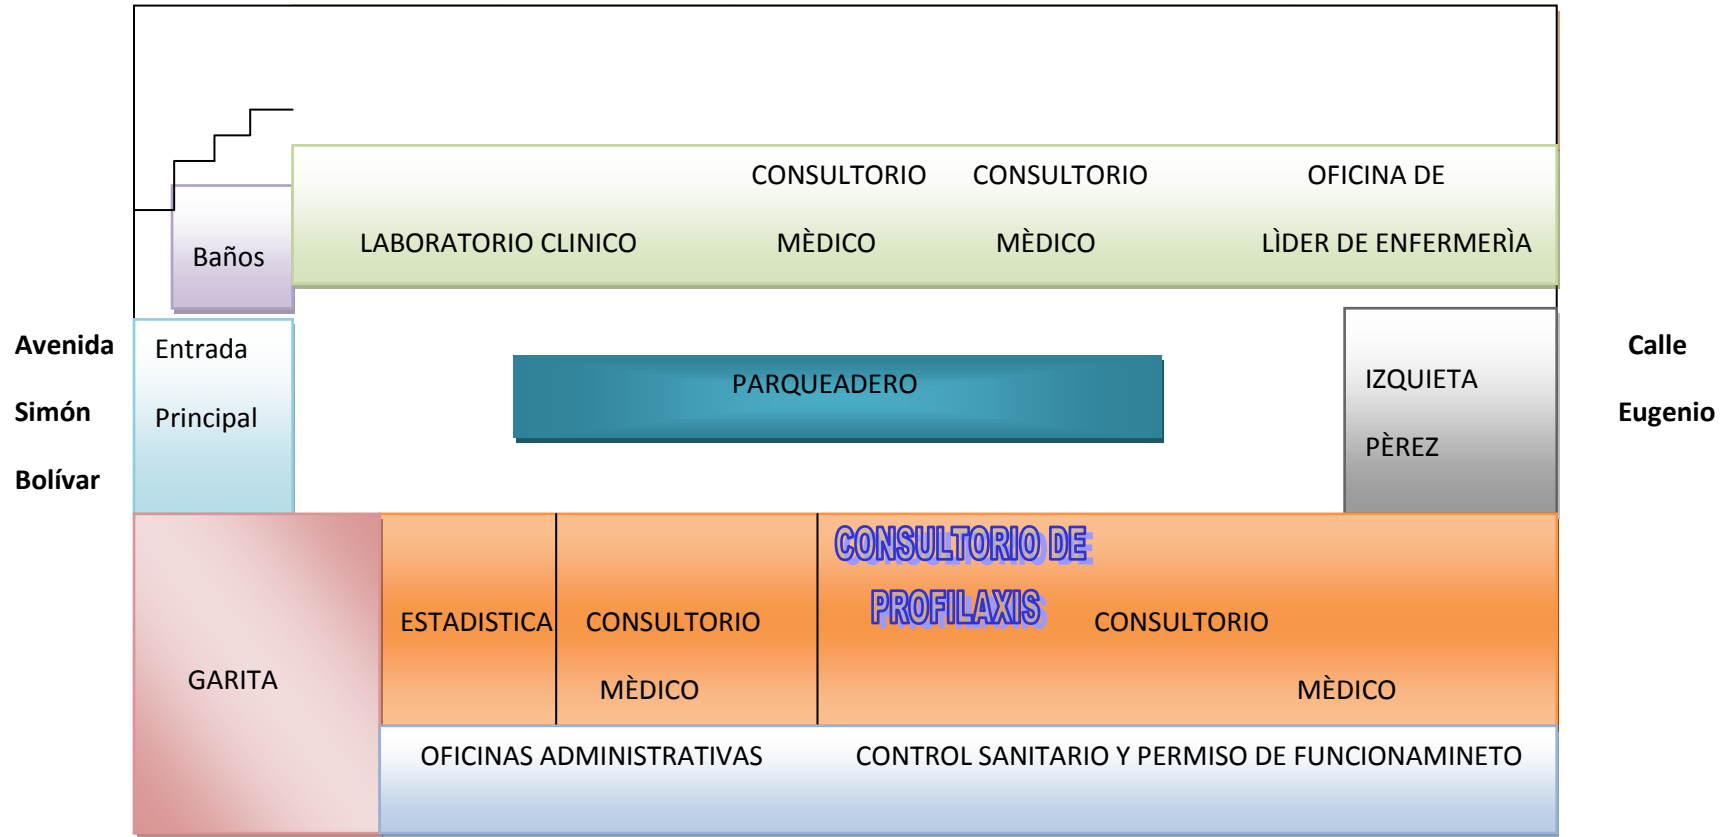 CONSULTORIO CONSULTORIO OFICINA DE
LABORATORIO CLINICO MÈDICO MÈDICO LÌDER DE ENFERMERÌA
Baños
Avenida
Simón
Bolívar
Entrada
Principal
PARQUEADERO
IZQUIETA
PÈREZ
Calle
Eugenio
GARITA
ESTADISTICA
CONSULTORIO
MÈDICO
CONSULTORIO DE
PROFILAXIS
CONSULTORIO
MÈDICO
OFICINAS ADMINISTRATIVAS CONTROL SANITARIO Y PERMISO DE FUNCIONAMINETO